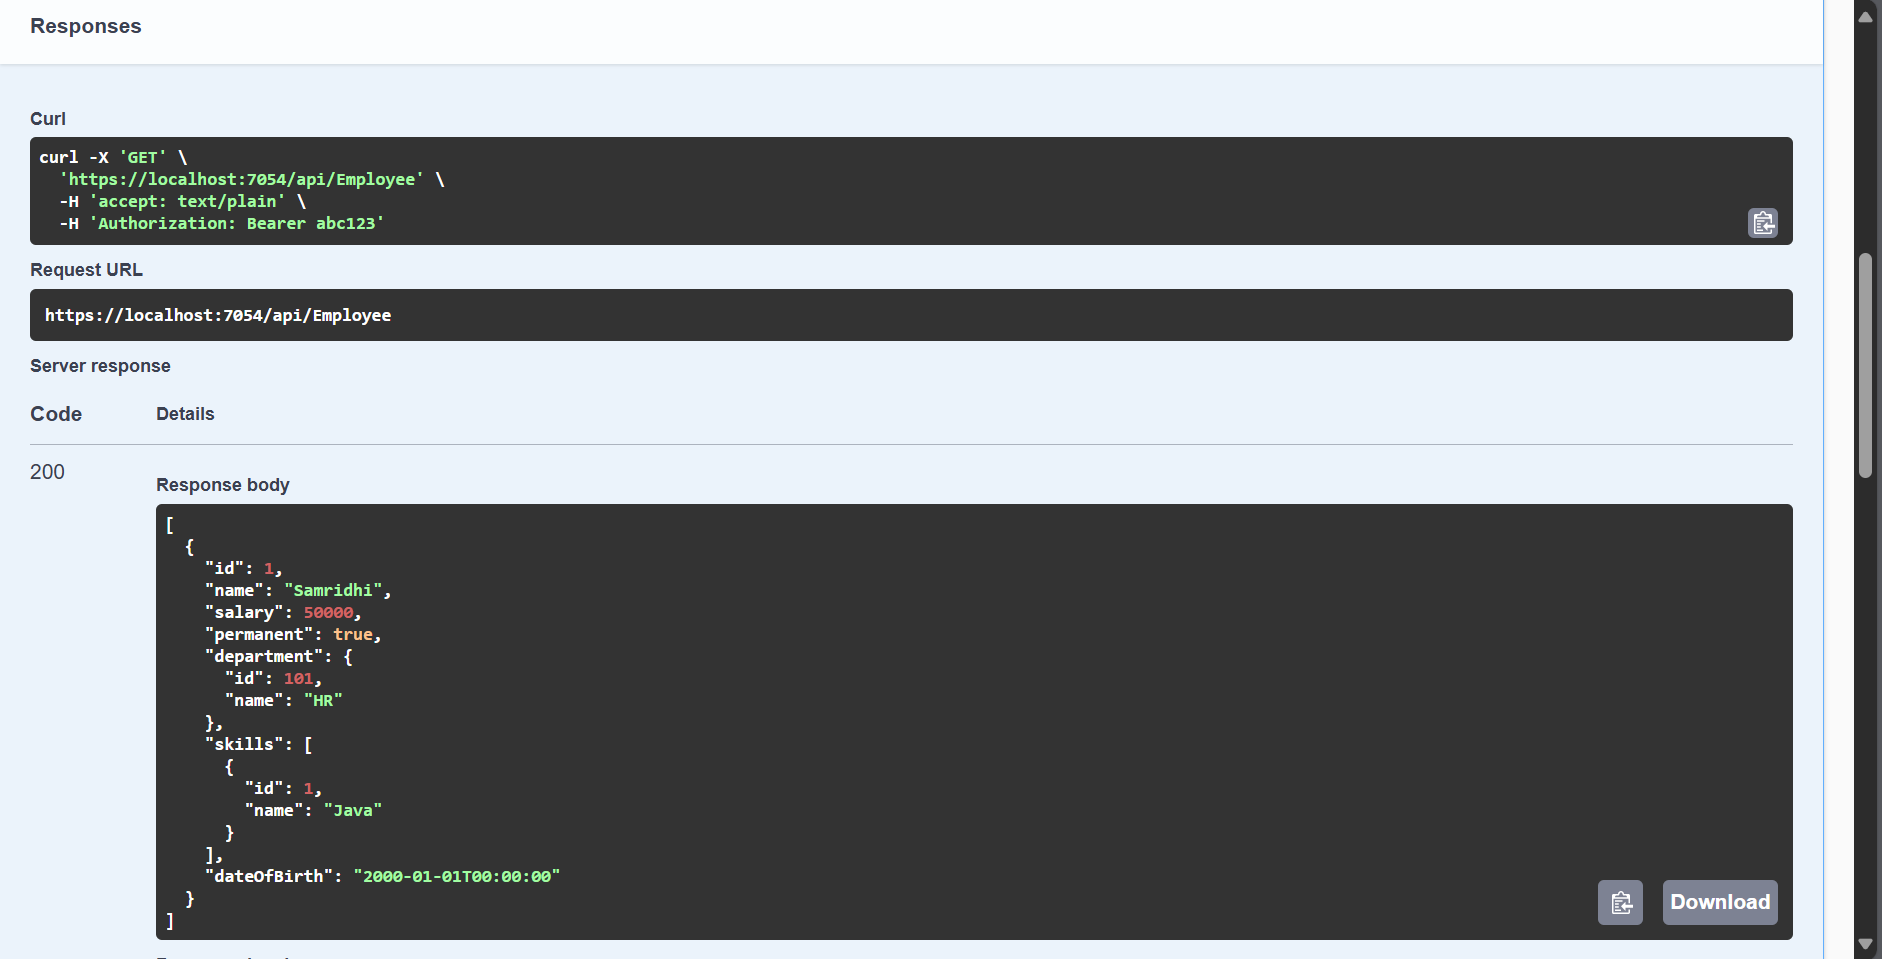 Responses
Curl
curl -X 'GET' \
  'https://localhost:7054/api/Employee' \
  -H 'accept: text/plain' \
  -H 'Authorization: Bearer abc123'
Request URL
https://localhost:7054/api/Employee
Server response
Code Details
200
Response body
[
  {
    "id": 1,
    "name": "Samridhi",
    "salary": 50000,
    "permanent": true,
    "department": {
      "id": 101,
      "name": "HR"
    },
    "skills": [
      {
        "id": 1,
        "name": "Java"
      }
    ],
    "dateOfBirth": "2000-01-01T00:00:00"
  }
]
Download